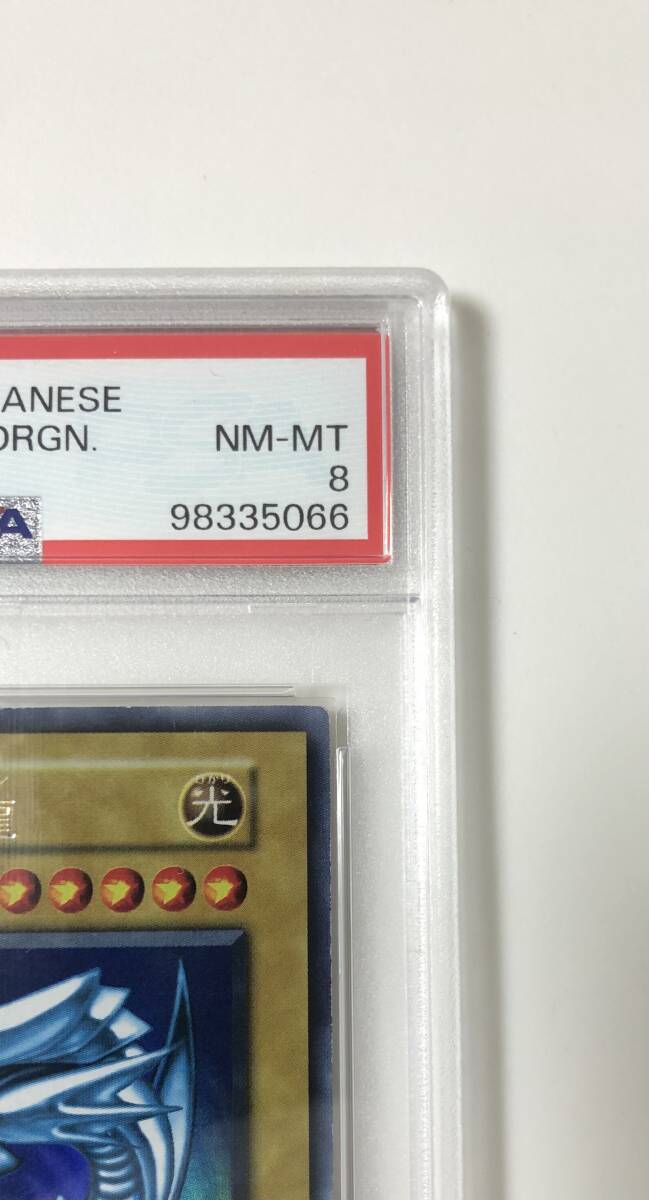 ANESE
DRGN. NM-MT
8
A 98335066
光